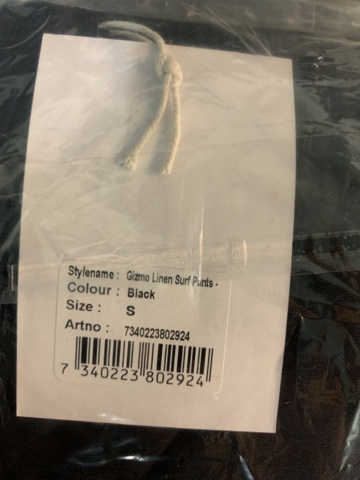 Stylename : Gizmo Linen Surf Pants -
Colour : Black
Size : S
Artno : 7340223802924
7 340223 802924